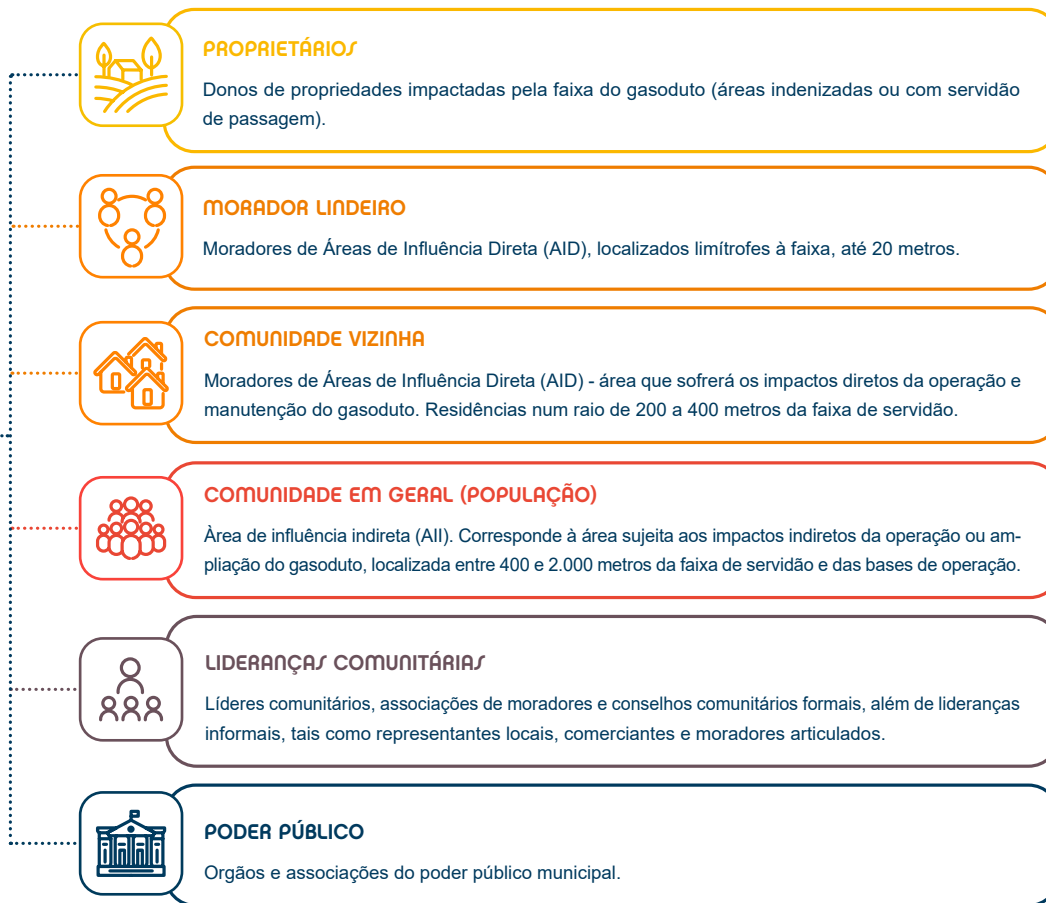 PROPRIETÁRIOS
Donos de propriedades impactadas pela faixa do gasoduto (áreas indenizadas ou com servidão
de passagem).
MORADOR LINDEIRO
Moradores de Áreas de Influência Direta (AID), localizados limítrofes à faixa, até 20 metros.
COMUNIDADE VIZINHA
Moradores de Áreas de Influência Direta (AID) - área que sofrerá os impactos diretos da operação e
manutenção do gasoduto. Residências num raio de 200 a 400 metros da faixa de servidão.
COMUNIDADE EM GERAL (POPULAÇÃO)
Àrea de influência indireta (AII). Corresponde à área sujeita aos impactos indiretos da operação ou am-
pliação do gasoduto, localizada entre 400 e 2.000 metros da faixa de servidão e das bases de operação.
LIDERANÇAS COMUNITÁRIAS
Líderes comunitários, associações de moradores e conselhos comunitários formais, além de lideranças
informais, tais como representantes locais, comerciantes e moradores articulados.
PODER PÚBLICO
Orgãos e associações do poder público municipal.